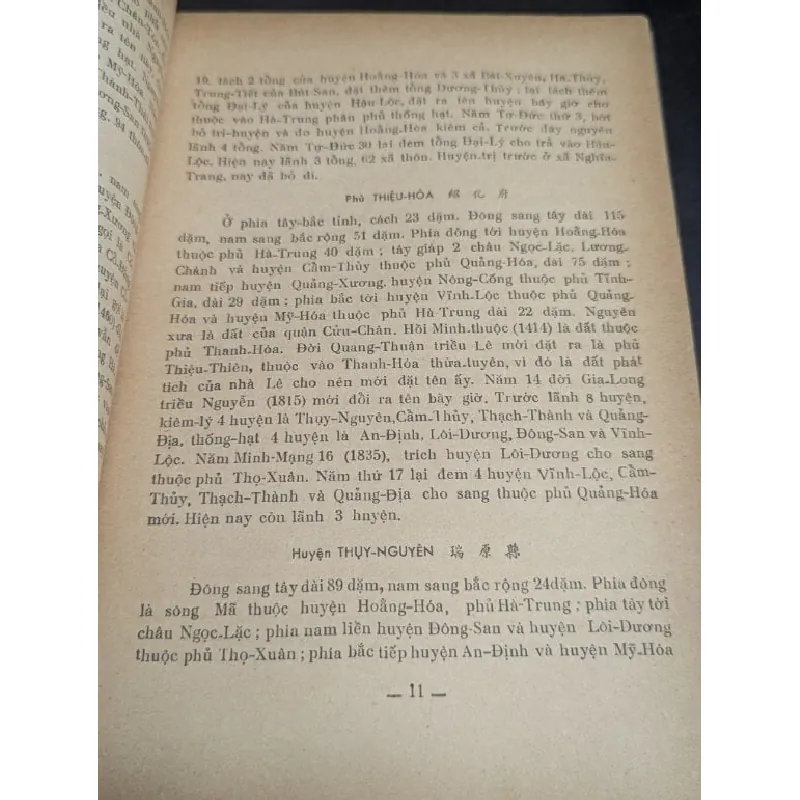 19, tách 2 tổng của huyện Hoằng-Hóa và 3 xã Bái-Xuyên, Hà-Thủy,
Trung-Tiết của Bái-San, đặt thêm tổng Dương-Thủy ; lại tách thêm
tổng Đại-Lý của huyện Hậu-Lộc, đặt ra tên huyện bây giờ cho
thuộc vào Hà-Trung phân phủ thống hạt. Năm Tự-Đức thứ 3, bớt
bỏ tri-huyện và do huyện Hoằng-Hóa kiêm cả. Trước đây nguyên
lãnh 4 tổng. Năm Tự-Đức 30 lại đem tổng Đại-Lý cho trả vào Hậu-
Lộc, Hiện nay lãnh 3 tổng, 62 xã thôn. Huyện.trị trước ở xã Nghĩa-
Trang, nay đã bỏ đi.
Phủ THIỆU-HÓA 紹 化 府
Ở phía tây-bắc tỉnh, cách 23 dặm. Đông sang tây dài 115
dặm, nam sang bắc rộng 51 dặm. Phía đông tới huyện Hoằng-Hóa
thuộc phủ Hà-Trung 40 dặm ; tây giáp 2 châu Ngọc-Lặc, Lương-
Chánh và huyện Cầm-Thủy thuộc phủ Quảng-Hóa, dài 75 dặm ;
nam tiếp huyện Quảng-Xương, huyện Nông-Cống thuộc phủ Tĩnh-
Gia, dài 29 dặm ; phía bắc tới huyện Vĩnh-Lộc thuộc phủ Quảng-
Hóa và huyện Mỹ-Hóa thuộc phủ Hà-Trung dài 22 dặm. Nguyên
xưa là đất của quận Cửu-Chân. Hồi Minh-thuộc (1414) là đất thuộc
phủ Thanh-Hóa. Đời Quang-Thuận triều Lê mới đặt ra là phủ
Thiệu-Thiên, thuộc vào Thanh-Hóa thừa-tuyên, vì đó là đất phát
tích của nhà Lê cho nên mới đặt tên ấy. Năm 14 đời Gia-Long
triều Nguyễn (1815) mới đổi ra tên bây giờ. Trước lãnh 8 huyện,
kiêm-lý 4 huyện là Thụy-Nguyên,Cầm-Thủy, Thạch-Thành và Quảng-
Địa, thống-hạt 4 huyện là An-Định, Lôi-Dương, Đông-San và Vĩnh-
Lộc. Năm Minh-Mạng 16 (1835), trích huyện Lôi-Dương cho sang
thuộc phủ Thọ-Xuân. Năm thứ 17 lại đem 4 huyện Vĩnh-Lộc, Cầm-
Thủy, Thạch-Thành và Quảng-Địa cho sang thuộc phủ Quảng-Hóa
mới. Hiện nay còn lãnh 3 hnyện.
Huyện THỤY-NGUYÊN 瑞 原 縣
Đông sang tây dài 89 dặm, nam sang bắc rộng 24dặm. Phía đông
là sông Mã thuộc huyện Hoằng-Hóa, phủ Hà-Trung ; phía tây tới
châu Ngọc-Lặc ; phía nam liền huyện Đông-San và huyện Lôi-Dương
thuộc phủ Thọ-Xuân ; phía bắc tiếp huyện An-Định và huyện Mỹ-Hóa
— 11 —